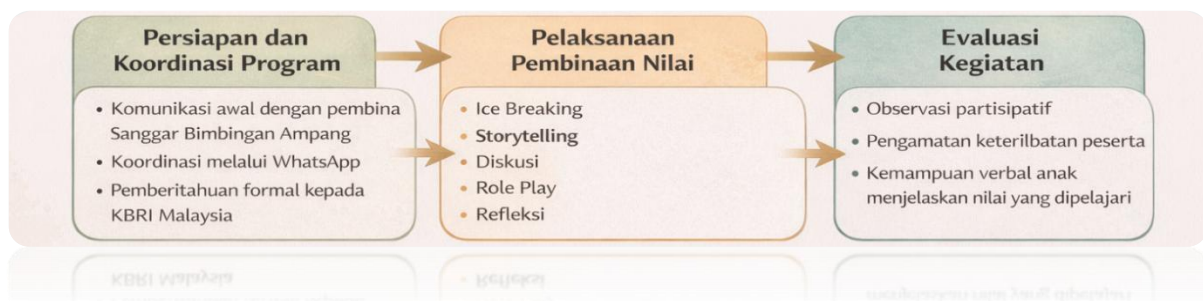 Persiapan dan
Koordinasi Program
• Komunikasi awal dengan pembina
Sanggar Bimbingan Ampang
• Koordinasi melalui WhatsApp
• Pemberitahuan formal kepada
KBRI Malaysia
Pelaksanaan
Pembinaan Nilai
• Ice Breaking
• Storytelling
• Diskusi
• Role Play
• Refleksi
Evaluasi
Kegiatan
• Observasi partisipatif
• Pengamatan keterilbatan peserta
• Kemampuan verbal anak
menjelaskan nilai yang dipelajari